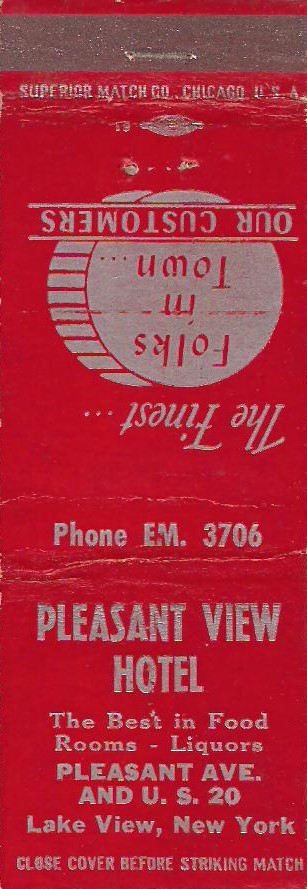 SUPERIOR MATCH CO., CHICAGO, U.S.A.
The Finest ...
Folks
in
Town...
OUR CUSTOMERS
Phone EM. 3706
PLEASANT VIEW
HOTEL
The Best in Food
Rooms - Liquors
PLEASANT AVE.
AND U. S. 20
Lake View, New York
CLOSE COVER BEFORE STRIKING MATCH